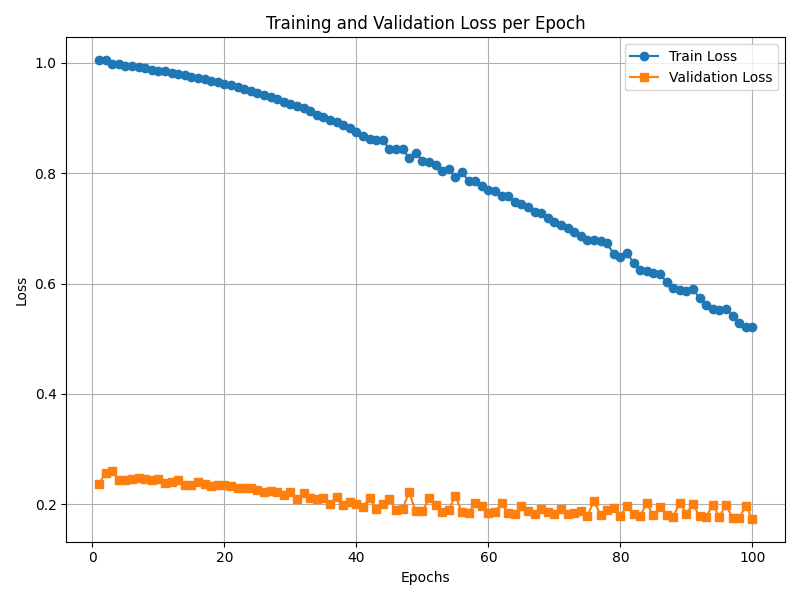 Training and Validation Loss per Epoch
Train Loss
Validation Loss
1.0
0.8
0.6
0.4
0.2
Loss
0 20 40 60 80 100
Epochs